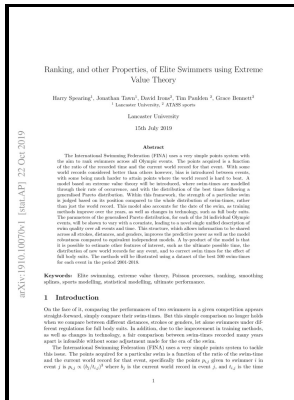 Ranking, and other Properties, of Elite Swimmers using Extreme
Value Theory
Harry Spearing¹, Jonathan Tawn¹, David Irons², Tim Paulden², Grace Bennett²
¹ Lancaster University, ² ATASS sports
Lancaster University
15th July 2019
Abstract
The International Swimming Federation (FINA) uses a very simple points system with
the aim to rank swimmers across all Olympic events. The points acquired is a function
of the ratio of the recorded time and the current world record for that event. With some
world records considered better than others however, bias is introduced between events,
with some being much harder to attain points where the world record is hard to beat. A
model based on extreme value theory will be introduced, where swim-times are modelled
through their rate of occurrence, and with the distribution of the best times following a
generalised Pareto distribution. Within this framework, the strength of a particular swim
is judged based on its position compared to the whole distribution of swim-times, rather
than just the world record. This model also accounts for the date of the swim, as training
methods improve over the years, as well as changes in technology, such as full body suits.
The parameters of the generalised Pareto distribution, for each of the 34 individual Olympic
events, will be shown to vary with a covariate, leading to a novel single unified description of
swim quality over all events and time. This structure, which allows information to be shared
across all strokes, distances, and genders, improves the predictive power as well as the model
robustness compared to equivalent independent models. A by-product of the model is that
it is possible to estimate other features of interest, such as the ultimate possible time, the
distribution of new world records for any event, and to correct swim times for the effect of
full body suits. The methods will be illustrated using a dataset of the best 500 swim-times
for each event in the period 2001-2018.
Keywords: Elite swimming, extreme value theory, Poisson processes, ranking, smoothing
splines, sports modelling, statistical modelling, ultimate performance.
1 Introduction
On the face of it, comparing the performances of two swimmers in a given competition appears
straight-forward, simply compare their swim-times. But this simple comparison no longer holds
when we compare between different distances, strokes or genders, let alone swimmers under dif-
ferent regulations for full body suits. In addition, due to the improvement in training methods,
as well as changes in technology, a fair comparison between swim-times recorded many years
apart is infeasible without some adjustment made for the era of the swim.
The International Swimming Federation (FINA) uses a very simple points system to tackle
this issue. The points acquired for a particular swim is a function of the ratio of the swim-time
and the current world record for that event, specifically the points
event j
where
is the current world record in event j, and
is the time
1
arXiv:1910.10070v1 [stat.AP] 22 Oct 2019